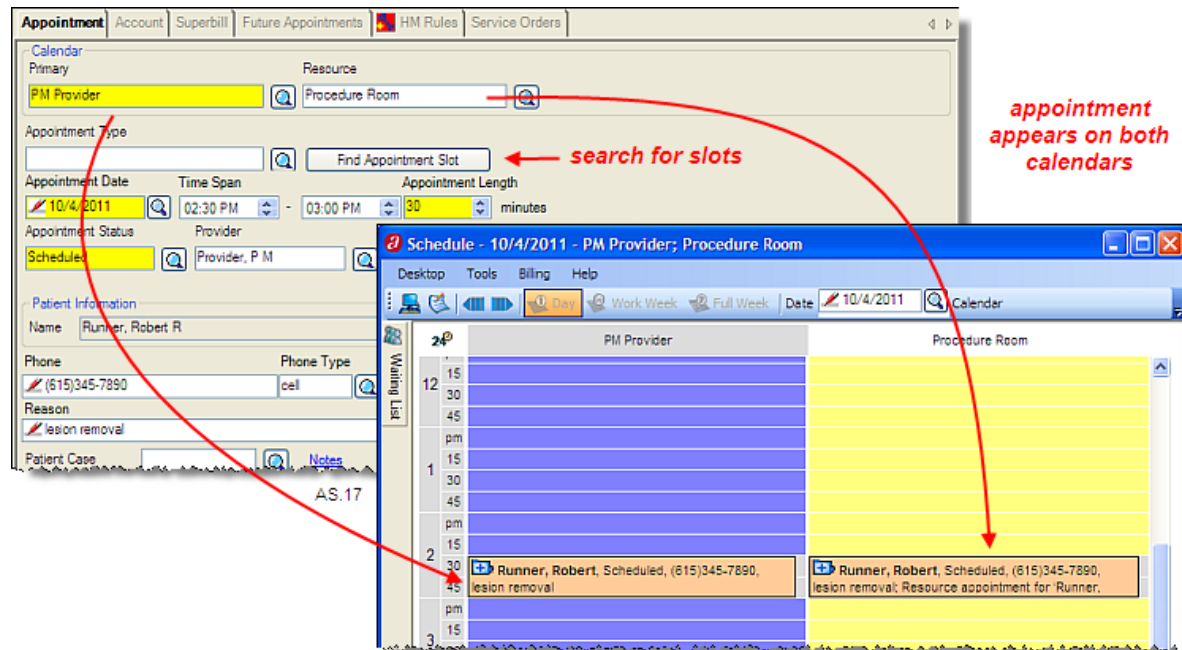 Appointment Account Superbill Future Appointments HM Rules Service Orders
Calendar
Primary Resource
PM Provider Procedure Room
Appointment Type
Find Appointment Slot
search for slots
appointment
appears on both
calendars
Appointment Date Time Span Appointment Length
10/4/2011 02:30 PM - 03:00 PM 30 minutes
Appointment Status Provider
Scheduled Provider, P M
Patient Information
Name Runner, Robert R
Phone Phone Type
(615)345-7890 cell
Reason
lesion removal
Patient Case Notes
AS.17
Schedule - 10/4/2011 - PM Provider; Procedure Room
Desktop Tools Billing Help
Day Work Week Full Week Date 10/4/2011 Calendar
Waiting List
24 PM Provider Procedure Room
12 15
30
45
pm
1 15
30
45
pm
2 15
30 Runner, Robert, Scheduled, (615)345-7890, Runner, Robert, Scheduled, (615)345-7890,
45 lesion removal lesion removal; Resource appointment for 'Runner,
pm
3 15